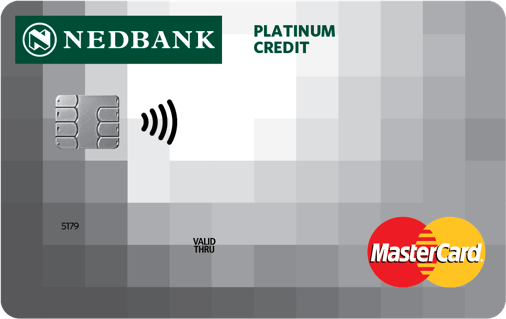 NEDBANK
PLATINUM
CREDIT
5179
VALID
THRU
MasterCard